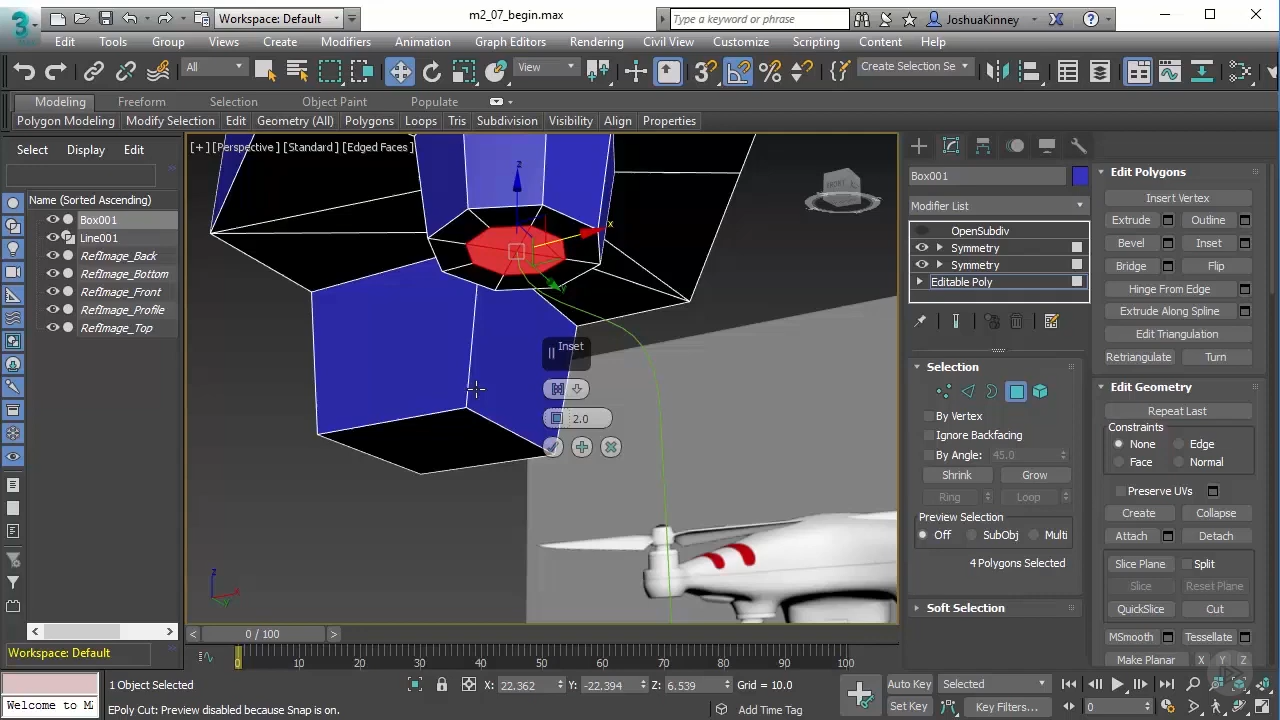 3
MAX
Workspace: Default
m2_07_begin.max
Type a keyword or phrase
JoshuaKinney
Edit Tools Group Views Create Modifiers Animation Graph Editors Rendering Civil View Customize Scripting Content Help
All
View
Create Selection Se
Modeling Freeform Selection Object Paint Populate
Polygon Modeling Modify Selection Edit Geometry (All) Polygons Loops Tris Subdivision Visibility Align Properties
Select Display Edit
Name (Sorted Ascending)
Box001
Line001
RefImage_Back
RefImage_Bottom
RefImage_Front
RefImage_Profile
RefImage_Top
[+] [Perspective] [Standard] [Edged Faces]
z
x
y
FRONT
Inset
2.0
z
y
Box001
Modifier List
OpenSubdiv
Symmetry
Symmetry
Editable Poly
Selection
By Vertex
Ignore Backfacing
By Angle: 45.0
Shrink Grow
Ring Loop
Preview Selection
Off SubObj Multi
4 Polygons Selected
Soft Selection
Edit Polygons
Insert Vertex
Extrude Outline
Bevel Inset
Bridge Flip
Hinge From Edge
Extrude Along Spline
Edit Triangulation
Retriangulate Turn
Edit Geometry
Repeat Last
Constraints
None Edge
Face Normal
Preserve UVs
Create Collapse
Attach Detach
Slice Plane Split
Slice Reset Plane
QuickSlice Cut
MSmooth Tessellate
Make Planar X Y Z
0 / 100
Workspace: Default
0 10 20 30 40 50 60 70 80 90 100
Welcome to MA
1 Object Selected
EPoly Cut: Preview disabled because Snap is on.
X: 22.362 Y: -22.394 Z: 6.539 Grid = 10.0
Add Time Tag
Auto Key Selected
Set Key Key Filters...
0